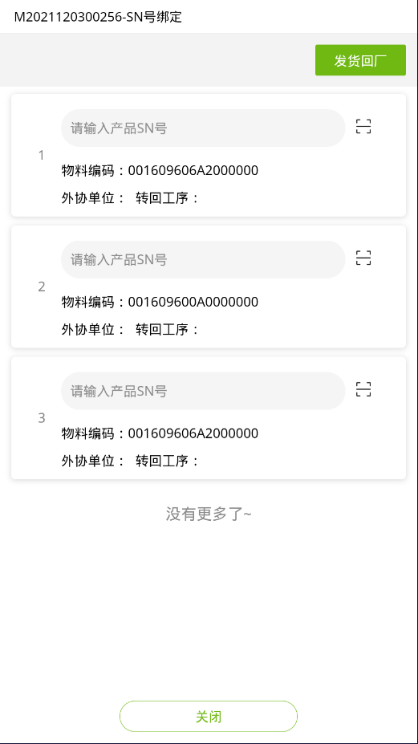 M2021120300256-SN号绑定
发货回厂
请输入产品SN号
1
物料编码：001609606A2000000
外协单位： 转回工序：
请输入产品SN号
2
物料编码：001609600A0000000
外协单位： 转回工序：
请输入产品SN号
3
物料编码：001609606A2000000
外协单位： 转回工序：
没有更多了~
关闭